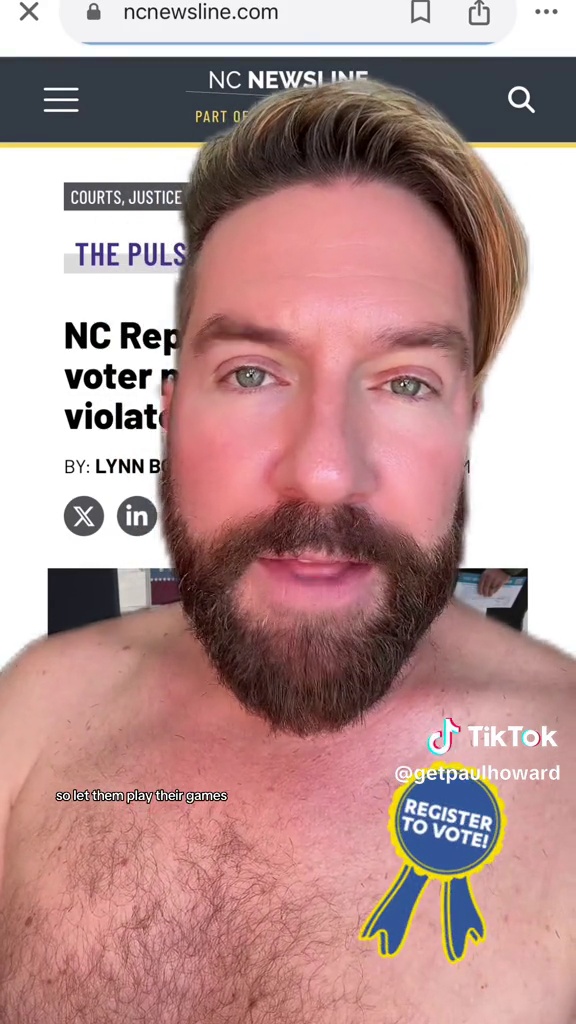 ncnewsline.com
NC NEWSLINE
PART OF
COURTS, JUSTICE
THE PULS
NC Rep
voter
violat
BY: LYNN
in
TikTok
@getpaulhoward
so let them play their games
REGISTER
TO VOTE!